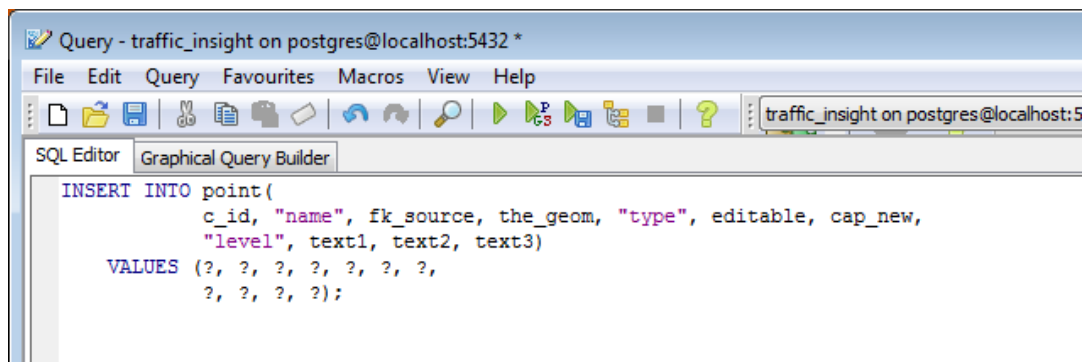 Query - traffic_insight on postgres@localhost:5432 *
File Edit Query Favourites Macros View Help
traffic_insight on postgres@localhost:5
SQL Editor Graphical Query Builder
INSERT INTO point(
c_id, "name", fk_source, the_geom, "type", editable, cap_new,
"level", text1, text2, text3)
VALUES (?, ?, ?, ?, ?, ?, ?,
?, ?, ?, ?);